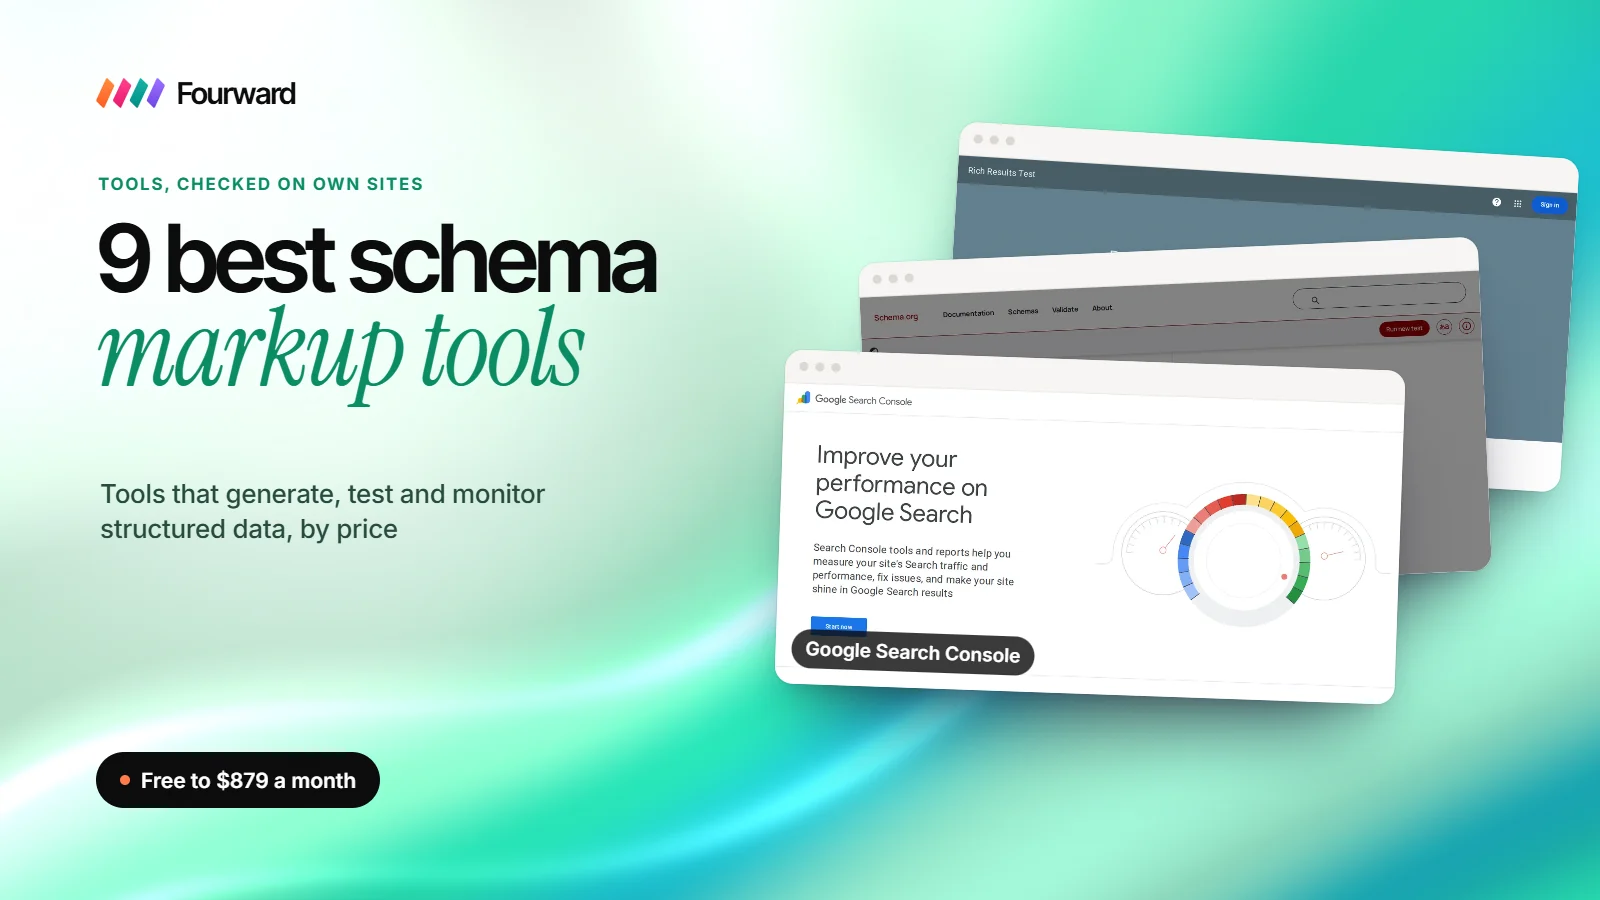 Fourward
TOOLS, CHECKED ON OWN SITES
9 best schema
markup tools
Tools that generate, test and monitor
structured data, by price
Free to $879 a month
Rich Results Test
Sign in
Schema.org
Documentation Schemas Validate About
Run new test
Google Search Console
Improve your
performance on
Google Search
Search Console tools and reports help you
measure your site's Search traffic and
performance, fix issues, and make your site
shine in Google Search results
Start now
Google Search Console